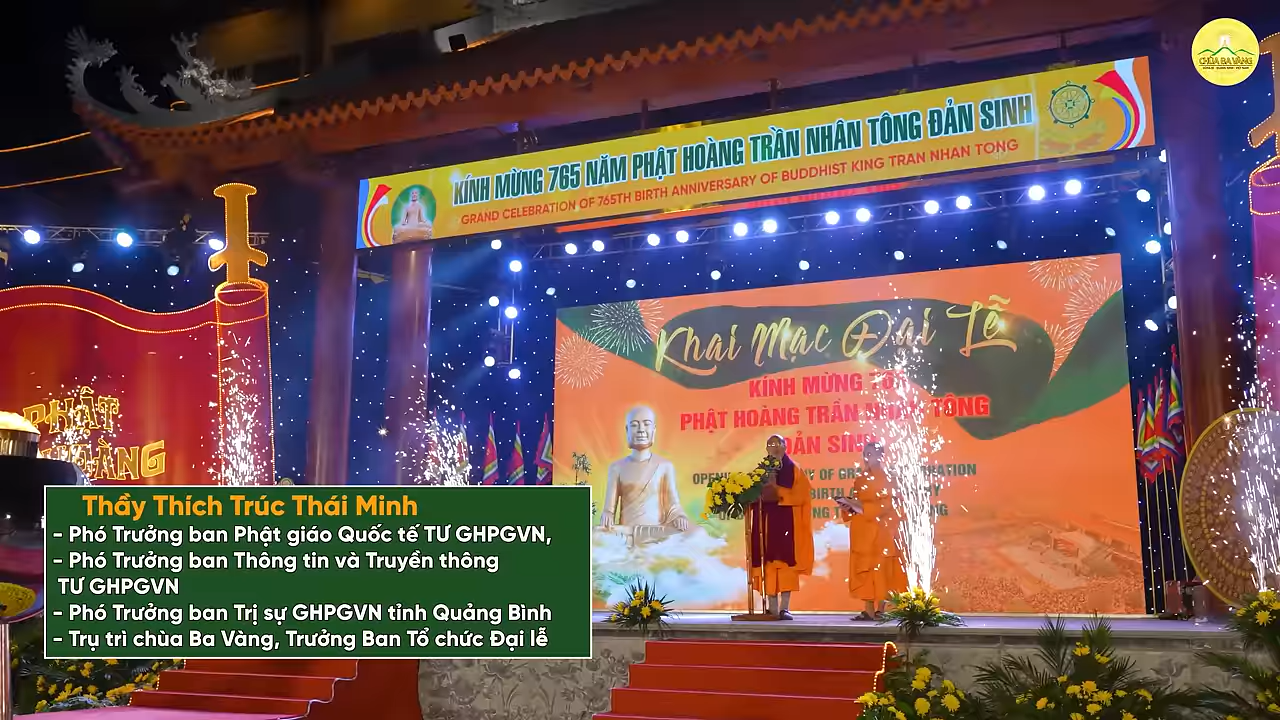 CHÙA BA VÀNG
KÍNH MỪNG 765 NĂM PHẬT HOÀNG TRẦN NHÂN TÔNG ĐẢN SINH
GRAND CELEBRATION OF 765TH BIRTH ANNIVERSARY OF BUDDHIST KING TRAN NHAN TONG
Khai Mạc Đại Lễ
KÍNH MỪNG
PHẬT HOÀNG TRẦN TÔNG
ĐẢN SINH
PHẬT
HOÀNG
Thầy Thích Trúc Thái Minh
- Phó Trưởng ban Phật giáo Quốc tế TƯ GHPGVN,
- Phó Trưởng ban Thông tin và Truyền thông
TƯ GHPGVN
- Phó Trưởng ban Trị sự GHPGVN tỉnh Quảng Bình
- Trụ trì chùa Ba Vàng, Trưởng Ban Tổ chức Đại lễ